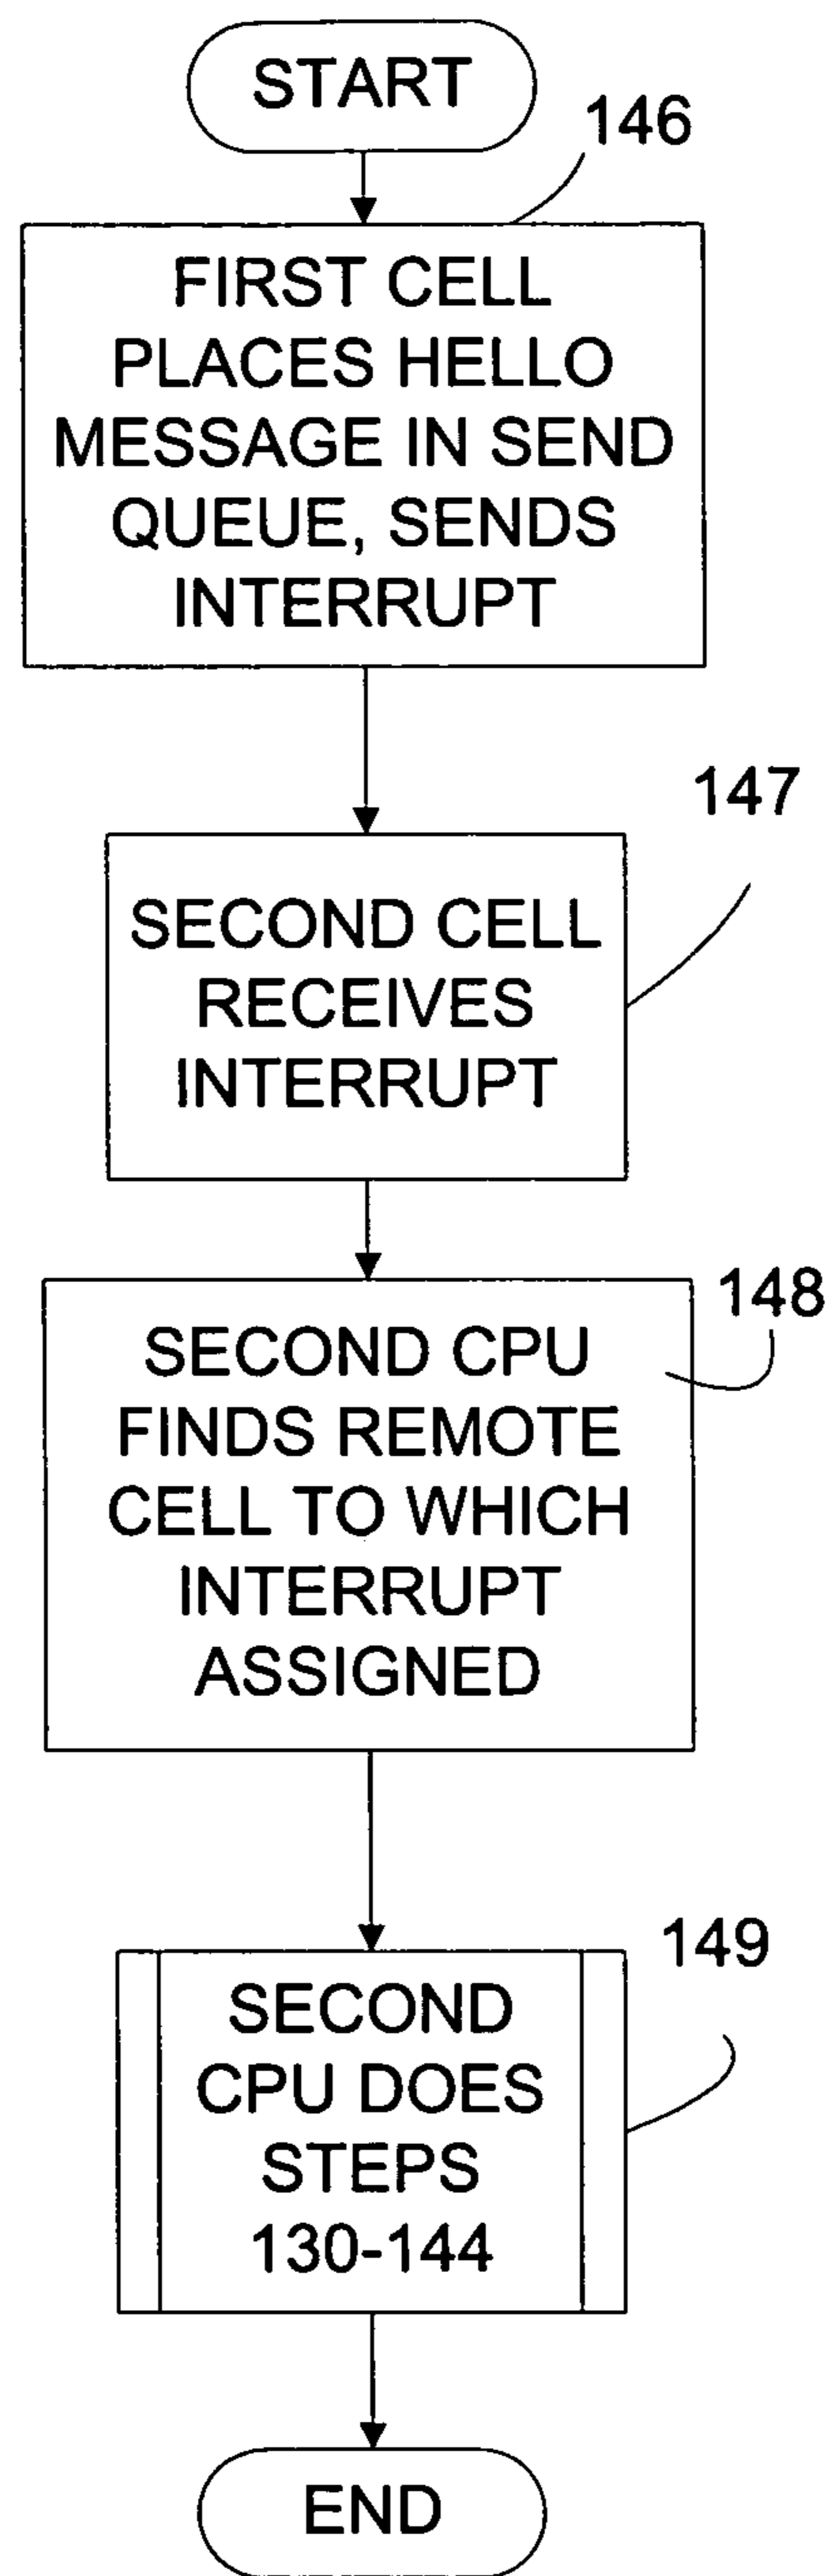 START
146
FIRST CELL
PLACES HELLO
MESSAGE IN SEND
QUEUE, SENDS
INTERRUPT
147
SECOND CELL
RECEIVES
INTERRUPT
148
SECOND CPU
FINDS REMOTE
CELL TO WHICH
INTERRUPT
ASSIGNED
149
SECOND
CPU DOES
STEPS
130-144
END